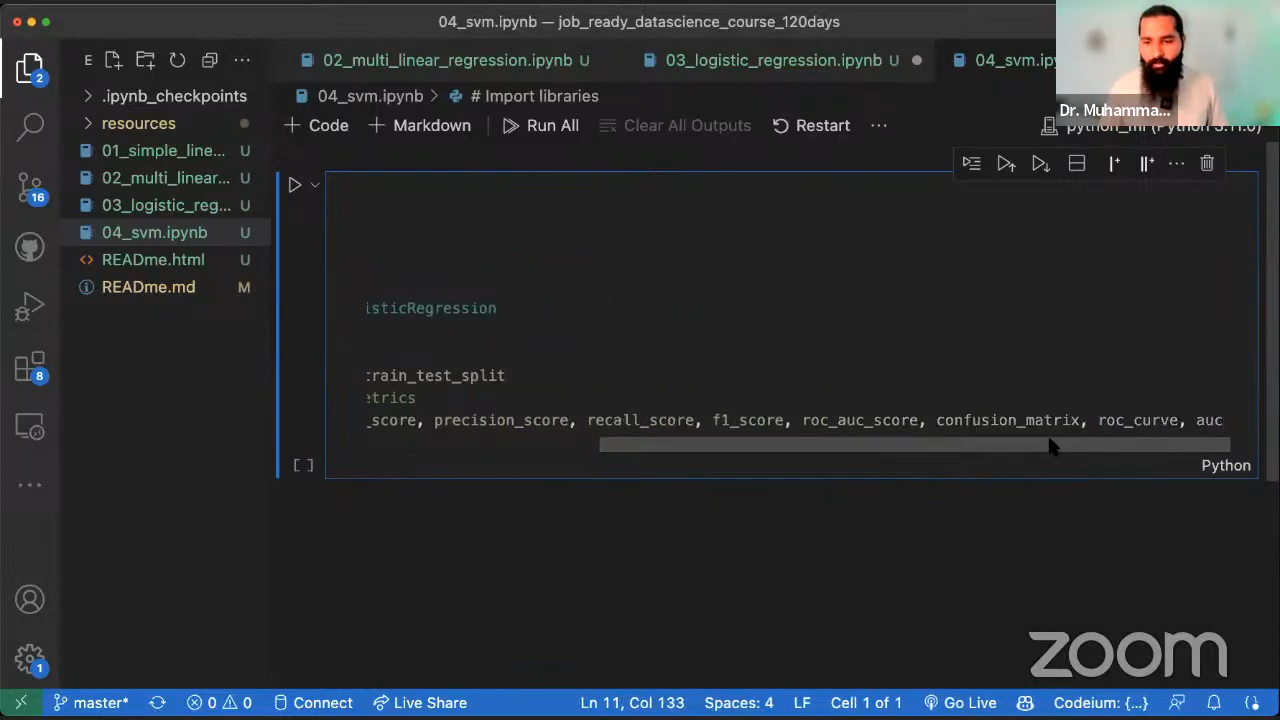 04_svm.ipynb — job_ready_datascience_course_120days
E
02_multi_linear_regression.ipynb U
03_logistic_regression.ipynb U
04_svm.ipy
.ipynb_checkpoints
04_svm.ipynb > # Import libraries
resources
Code
Markdown
Run All
Clear All Outputs
Restart
python_ml (Python 3.11.0)
Dr. Muhamma...
01_simple_line... U
02_multi_linear... U
03_logistic_reg... U
04_svm.ipynb U
READme.html U
READme.md M
2
16
8
1
isticRegression
rain_test_split
etrics
_score, precision_score, recall_score, f1_score, roc_auc_score, confusion_matrix, roc_curve, auc
[ ]
Python
zoom
master*
0 0
Connect
Live Share
Ln 11, Col 133
Spaces: 4
LF
Cell 1 of 1
Go Live
Codeium: {...}